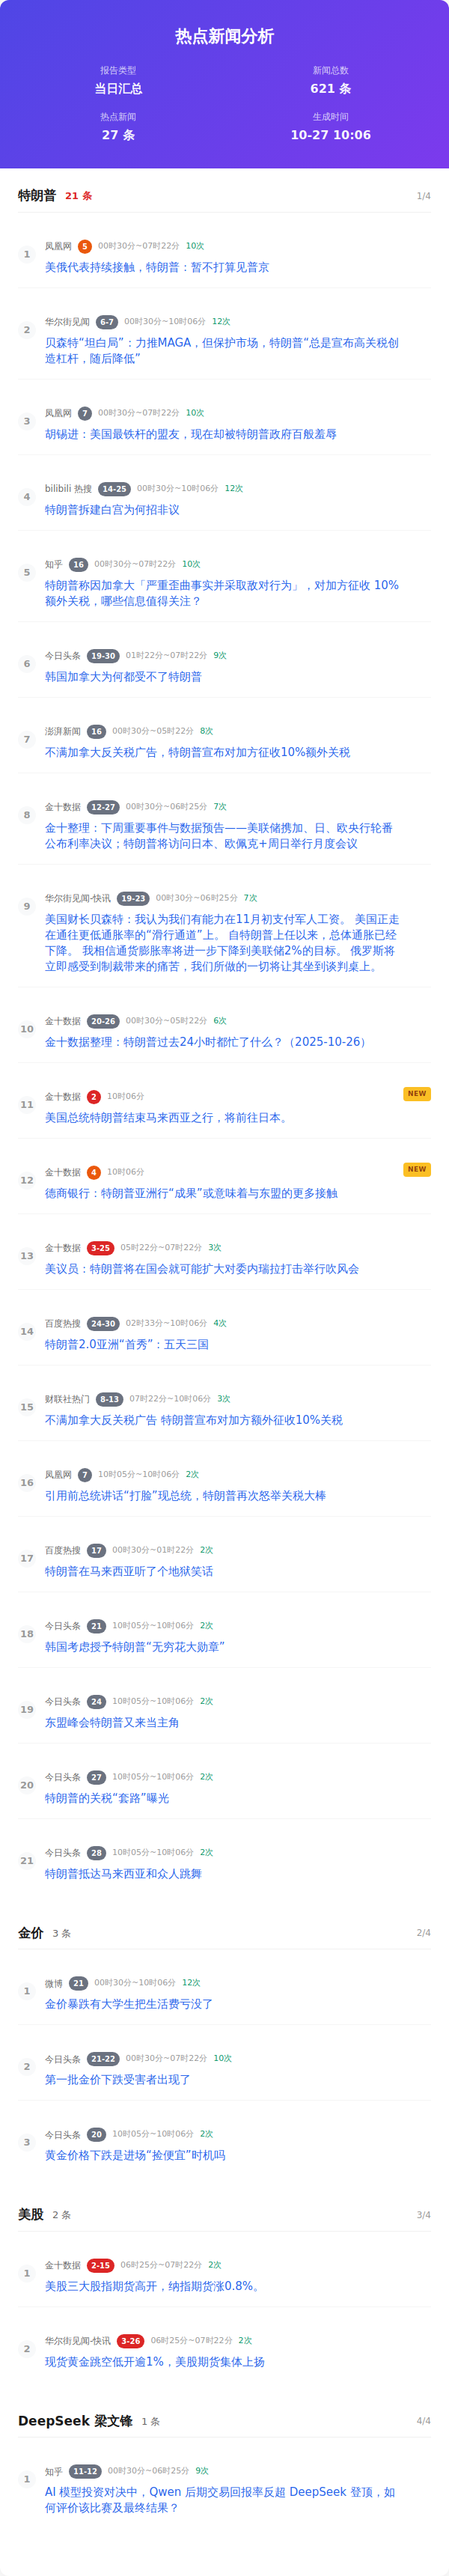 热点新闻分析
报告类型
新闻总数
当日汇总
621 条
热点新闻
生成时间
27 条
10-27 10:06
特朗普 21 条 1/4
1
凤凰网 5 00时30分~07时22分 10次
美俄代表持续接触，特朗普：暂不打算见普京
2
华尔街见闻 6-7 00时30分~10时06分 12次
贝森特“坦白局”：力推MAGA，但保护市场，特朗普“总是宣布高关税创
造杠杆，随后降低”
3
凤凰网 7 00时30分~07时22分 10次
胡锡进：美国最铁杆的盟友，现在却被特朗普政府百般羞辱
4
bilibili 热搜 14-25 00时30分~10时06分 12次
特朗普拆建白宫为何招非议
5
知乎 16 00时30分~07时22分 10次
特朗普称因加拿大「严重歪曲事实并采取敌对行为」，对加方征收 10%
额外关税，哪些信息值得关注？
6
今日头条 19-30 01时22分~07时22分 9次
韩国加拿大为何都受不了特朗普
7
澎湃新闻 16 00时30分~05时22分 8次
不满加拿大反关税广告，特朗普宣布对加方征收10%额外关税
8
金十数据 12-27 00时30分~06时25分 7次
金十整理：下周重要事件与数据预告——美联储携加、日、欧央行轮番
公布利率决议；特朗普将访问日本、欧佩克+周日举行月度会议
9
华尔街见闻-快讯 19-23 00时30分~06时25分 7次
美国财长贝森特：我认为我们有能力在11月初支付军人工资。 美国正走
在通往更低通胀率的“滑行通道”上。 自特朗普上任以来，总体通胀已经
下降。 我相信通货膨胀率将进一步下降到美联储2%的目标。 俄罗斯将
立即感受到制裁带来的痛苦，我们所做的一切将让其坐到谈判桌上。
10
金十数据 20-26 00时30分~05时22分 6次
金十数据整理：特朗普过去24小时都忙了什么？（2025-10-26）
11
金十数据 2 10时06分 NEW
美国总统特朗普结束马来西亚之行，将前往日本。
12
金十数据 4 10时06分 NEW
德商银行：特朗普亚洲行“成果”或意味着与东盟的更多接触
13
金十数据 3-25 05时22分~07时22分 3次
美议员：特朗普将在国会就可能扩大对委内瑞拉打击举行吹风会
14
百度热搜 24-30 02时33分~10时06分 4次
特朗普2.0亚洲“首秀”：五天三国
15
财联社热门 8-13 07时22分~10时06分 3次
不满加拿大反关税广告 特朗普宣布对加方额外征收10%关税
16
凤凰网 7 10时05分~10时06分 2次
引用前总统讲话“打脸”现总统，特朗普再次怒举关税大棒
17
百度热搜 17 00时30分~01时22分 2次
特朗普在马来西亚听了个地狱笑话
18
今日头条 21 10时05分~10时06分 2次
韩国考虑授予特朗普“无穷花大勋章”
19
今日头条 24 10时05分~10时06分 2次
东盟峰会特朗普又来当主角
20
今日头条 27 10时05分~10时06分 2次
特朗普的关税“套路”曝光
21
今日头条 28 10时05分~10时06分 2次
特朗普抵达马来西亚和众人跳舞
金价 3 条 2/4
1
微博 21 00时30分~10时06分 12次
金价暴跌有大学生把生活费亏没了
2
今日头条 21-22 00时30分~07时22分 10次
第一批金价下跌受害者出现了
3
今日头条 20 10时05分~10时06分 2次
黄金价格下跌是进场“捡便宜”时机吗
美股 2 条 3/4
1
金十数据 2-15 06时25分~07时22分 2次
美股三大股指期货高开，纳指期货涨0.8%。
2
华尔街见闻-快讯 3-26 06时25分~07时22分 2次
现货黄金跳空低开逾1%，美股期货集体上扬
DeepSeek 梁文锋 1 条 4/4
1
知乎 11-12 00时30分~06时25分 9次
AI 模型投资对决中，Qwen 后期交易回报率反超 DeepSeek 登顶，如
何评价该比赛及最终结果？